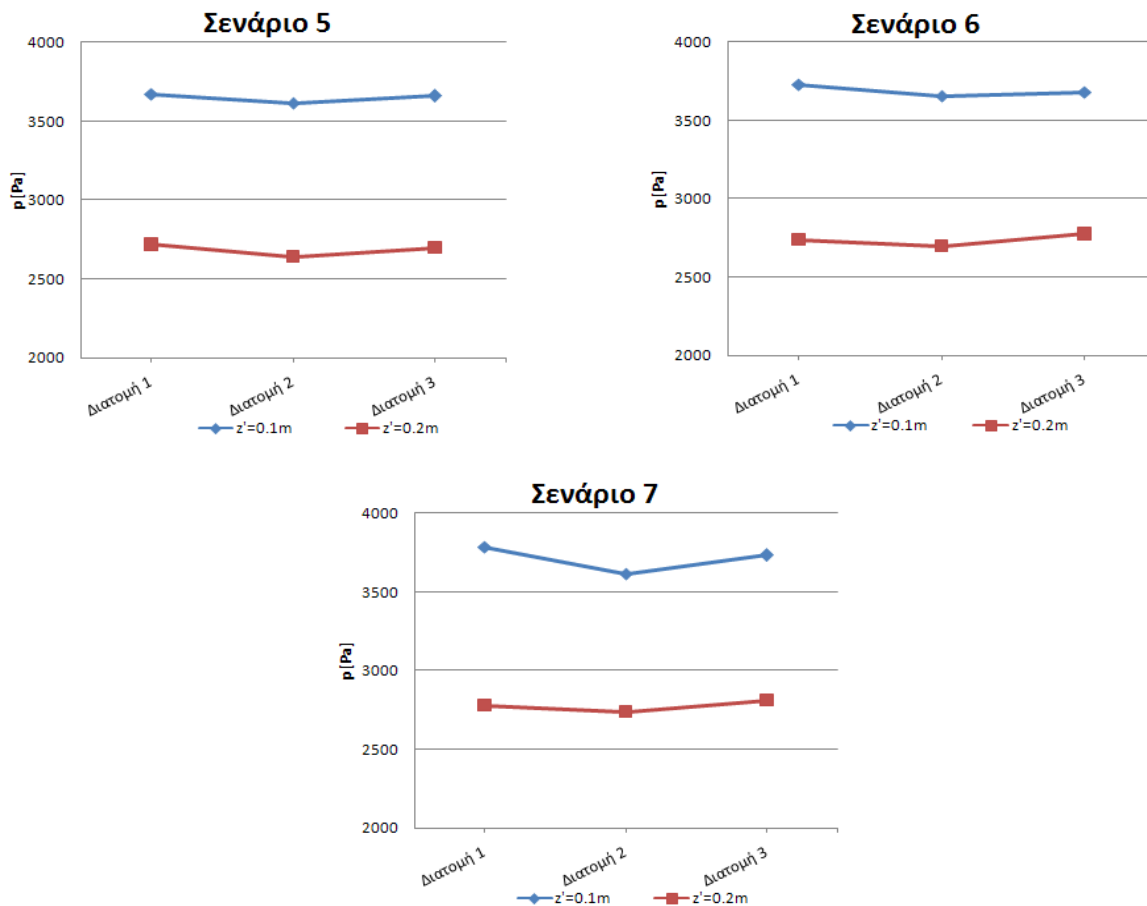 Σενάριο 5
4000
3500
3000
2500
2000
p [Pa]
Διατομή 1
Διατομή 2
Διατομή 3
z'=0.1m
z'=0.2m
Σενάριο 6
4000
3500
3000
2500
2000
p [Pa]
Διατομή 1
Διατομή 2
Διατομή 3
z'=0.1m
z'=0.2m
Σενάριο 7
4000
3500
3000
2500
2000
p [Pa]
Διατομή 1
Διατομή 2
Διατομή 3
z'=0.1m
z'=0.2m